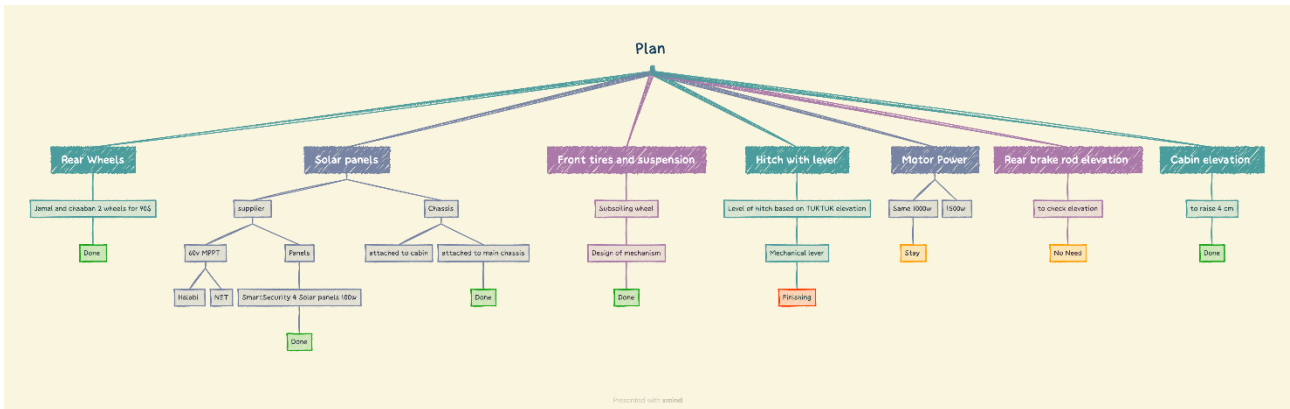 Plan
Rear Wheels
Solar panels
Front tires and suspension
Hitch with lever
Motor Power
Rear brake rod elevation
Cabin elevation
Jamal and chaaban 2 wheels for 90$
supplier
Chassis
Subsoiling wheel
Level of hitch based on TUKTUK elevation
Same 1000w
1500w
to check elevation
to raise 4 cm
Done
60v MPPT
Panels
attached to cabin
attached to main chassis
Design of mechanism
Mechanical lever
Stay
No Need
Done
Halabi
NET
SmartSecurity 4 Solar panels 180w
Done
Done
Finishing
Done
Presented with xmind